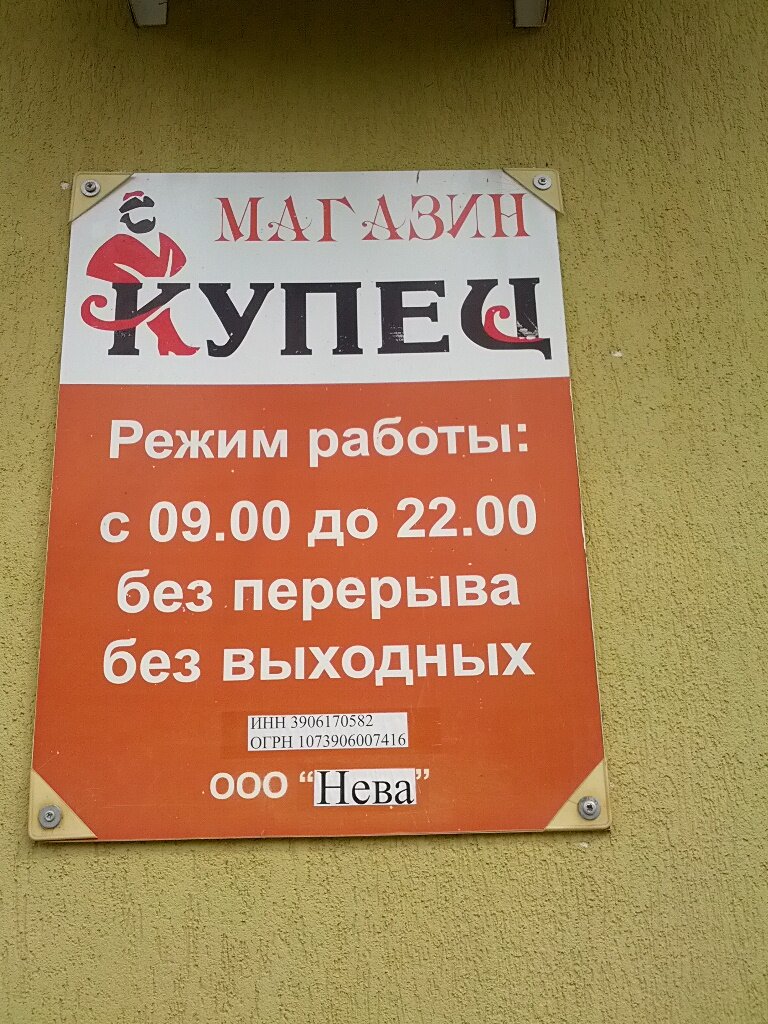 МАГАЗИН
КУПЕЦ
Режим работы:
с 09.00 до 22.00
без перерыва
без выходных
ИНН 3906170582
ОГРН 1073906007416
ООО "Нева"